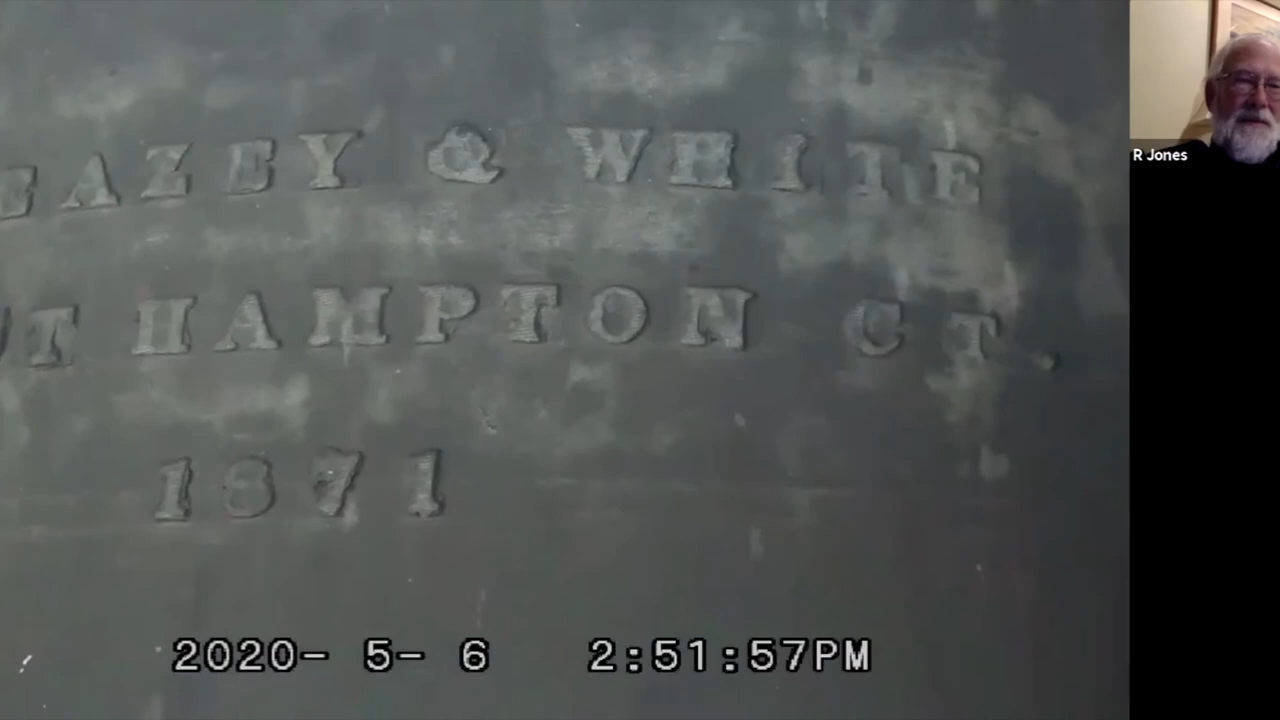 EAZEY & WHITE
T HAMPTON CT.
1871
2020- 5- 6 2:51:57PM
R Jones